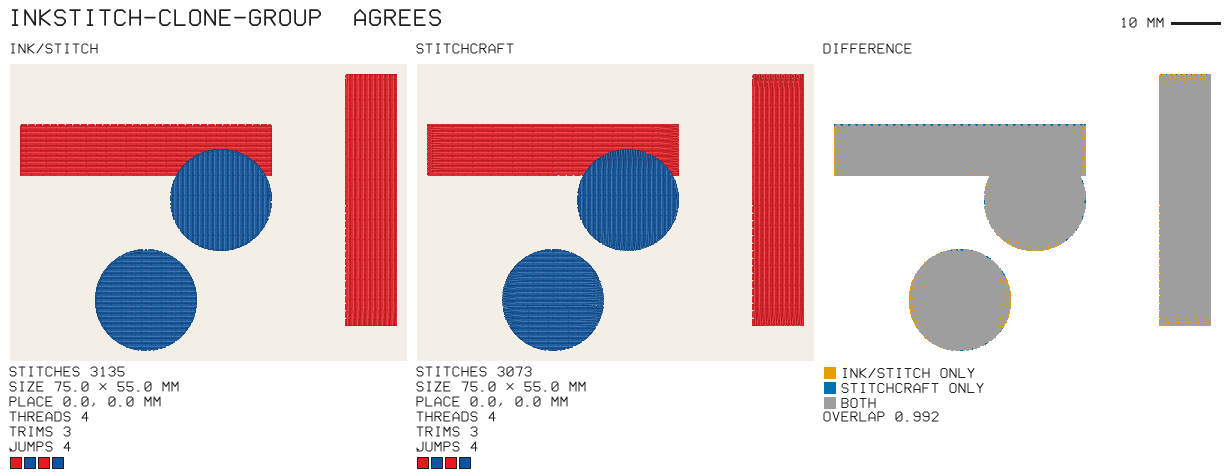 INKSTITCH-CLONE-GROUP AGREES
10 MM
INK/STITCH
STITCHCRAFT
DIFFERENCE
STITCHES 3135
SIZE 75.0 × 55.0 MM
PLACE 0.0, 0.0 MM
THREADS 4
TRIMS 3
JUMPS 4
STITCHES 3073
SIZE 75.0 × 55.0 MM
PLACE 0.0, 0.0 MM
THREADS 4
TRIMS 3
JUMPS 4
INK/STITCH ONLY
STITCHCRAFT ONLY
BOTH
OVERLAP 0.992